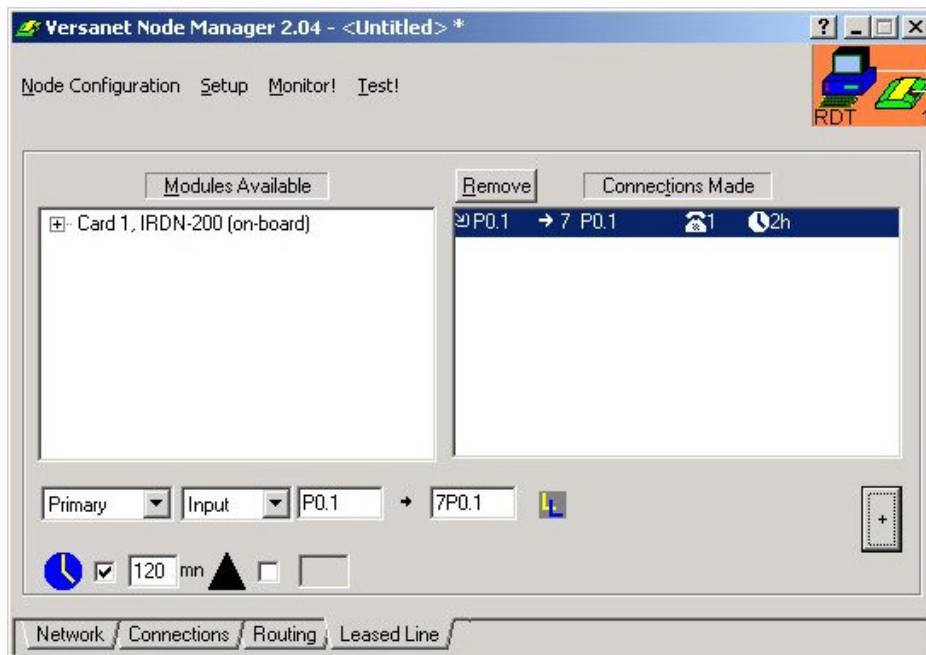 Versanet Node Manager 2.04 - <Untitled> *
Node Configuration Setup Monitor! Test!
RDT
Modules Available
Remove
Connections Made
Card 1, IRDN-200 (on-board)
P0.1 → 7 P0.1 1 2h
Primary Input P0.1 → 7P0.1 LL
+
120 mn
Network Connections Routing Leased Line